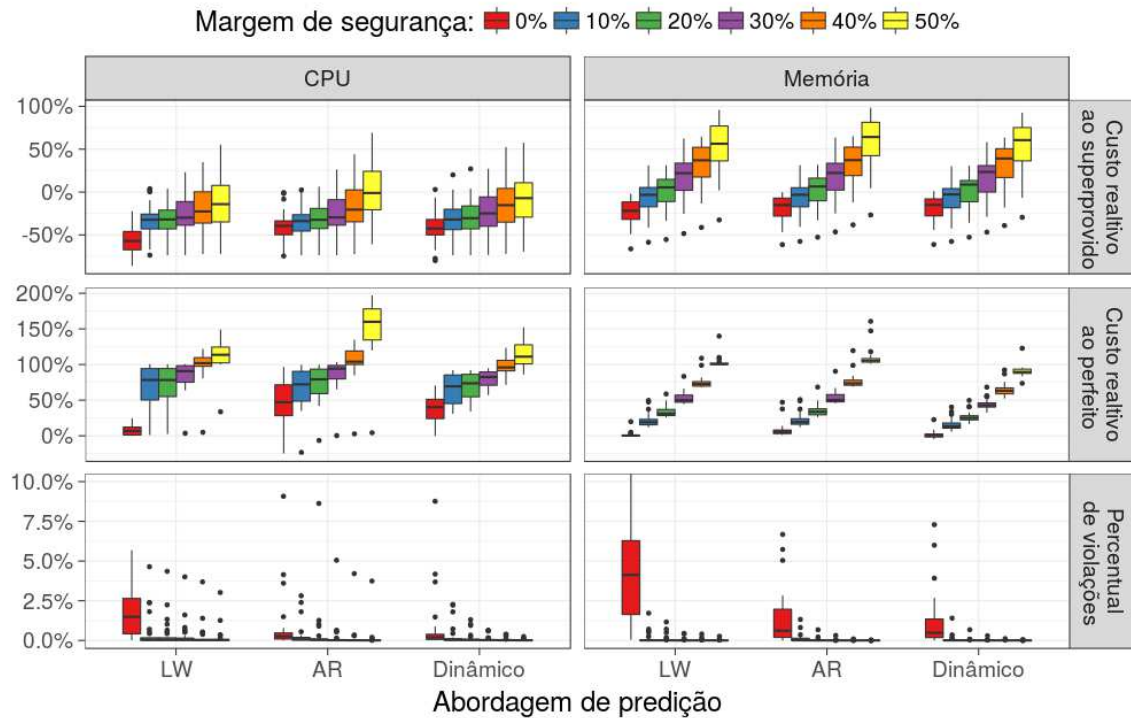 Margem de segurança: 0% 10% 20% 30% 40% 50%
CPU
Memória
100%
50%
0%
-50%
Custo realtivo
ao superprovido
200%
150%
100%
50%
0%
Custo realtivo
ao perfeito
10.0%
7.5%
5.0%
2.5%
0.0%
Percentual
de violações
LW AR Dinâmico
LW AR Dinâmico
Abordagem de predição